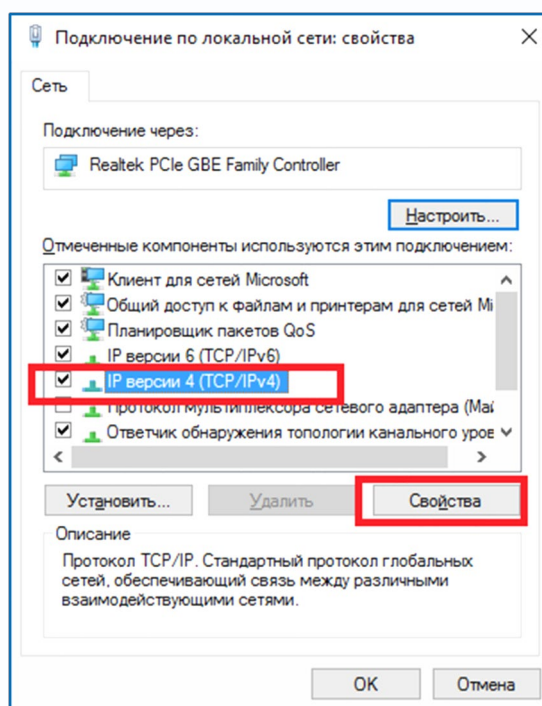 Подключение по локальной сети: свойства
Сеть
Подключение через:
Realtek PCIe GBE Family Controller
Настроить...
Отмеченные компоненты используются этим подключением:
Клиент для сетей Microsoft
Общий доступ к файлам и принтерам для сетей Mi
Планировщик пакетов QoS
IP версии 6 (TCP/IPv6)
IP версии 4 (TCP/IPv4)
Протокол мультиплексора сетевого адаптера (Май
Ответчик обнаружения топологии канального уров
Установить...
Удалить
Свойства
Описание
Протокол TCP/IP. Стандартный протокол глобальных
сетей, обеспечивающий связь между различными
взаимодействующими сетями.
OK
Отмена